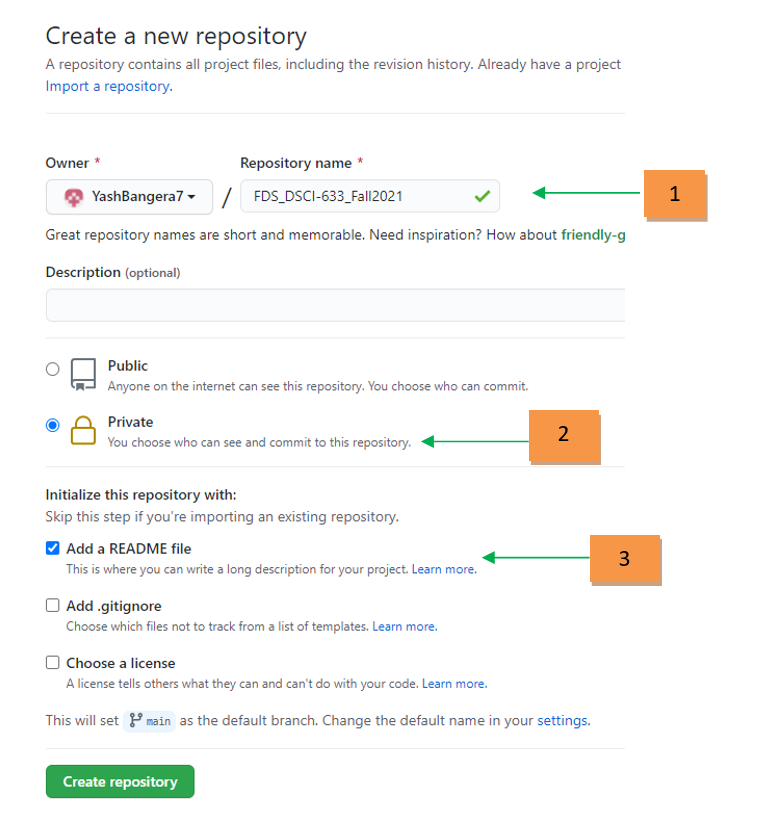 Create a new repository
A repository contains all project files, including the revision history. Already have a project
Import a repository.
Owner *
Repository name *
YashBangera7 / FDS_DSCI-633_Fall2021
1
Great repository names are short and memorable. Need inspiration? How about friendly-g
Description (optional)
Public
Anyone on the internet can see this repository. You choose who can commit.
Private
You choose who can see and commit to this repository.
2
Initialize this repository with:
Skip this step if you're importing an existing repository.
Add a README file
This is where you can write a long description for your project. Learn more.
3
Add .gitignore
Choose which files not to track from a list of templates. Learn more.
Choose a license
A license tells others what they can and can't do with your code. Learn more.
This will set main as the default branch. Change the default name in your settings.
Create repository